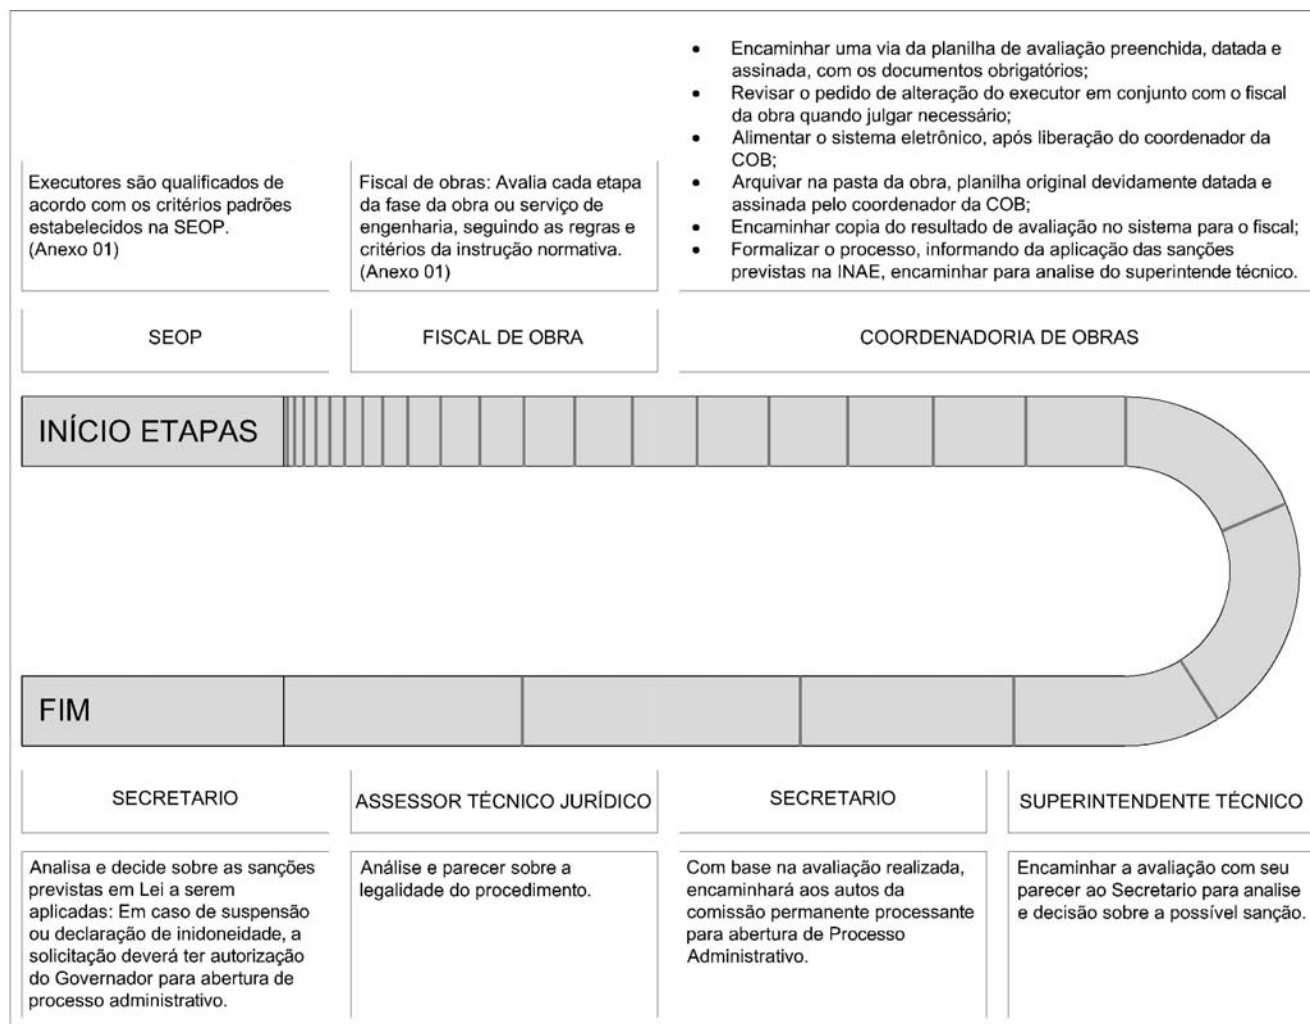 Executores são qualificados de
acordo com os critérios padrões
estabelecidos na SEOP.
(Anexo 01)
Fiscal de obras: Avalia cada etapa
da fase da obra ou serviço de
engenharia, seguindo as regras e
critérios da instrução normativa.
(Anexo 01)
• Encaminhar uma via da planilha de avaliação preenchida, datada e
assinada, com os documentos obrigatórios;
• Revisar o pedido de alteração do executor em conjunto com o fiscal
da obra quando julgar necessário;
• Alimentar o sistema eletrônico, após liberação do coordenador da
COB;
• Arquivar na pasta da obra, planilha original devidamente datada e
assinada pelo coordenador da COB;
• Encaminhar copia do resultado de avaliação no sistema para o fiscal;
• Formalizar o processo, informando da aplicação das sanções
previstas na INAE, encaminhar para analise do superintende técnico.
SEOP
FISCAL DE OBRA
COORDENADORIA DE OBRAS
INÍCIO ETAPAS
FIM
SECRETARIO
ASSESSOR TÉCNICO JURÍDICO
SECRETARIO
SUPERINTENDENTE TÉCNICO
Analisa e decide sobre as sanções
previstas em Lei a serem
aplicadas: Em caso de suspensão
ou declaração de inidoneidade, a
solicitação deverá ter autorização
do Governador para abertura de
processo administrativo.
Análise e parecer sobre a
legalidade do procedimento.
Com base na avaliação realizada,
encaminhará aos autos da
comissão permanente processante
para abertura de Processo
Administrativo.
Encaminhar a avaliação com seu
parecer ao Secretario para analise
e decisão sobre a possível sanção.